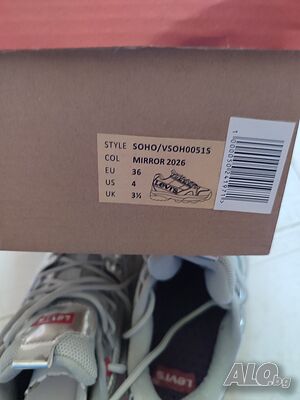 STYLE SOHO/VSOH00515
COL MIRROR 2026
EU 36
US 4
UK 3½
Levi's
LEVI'S
LEVI'S
ALO.bg